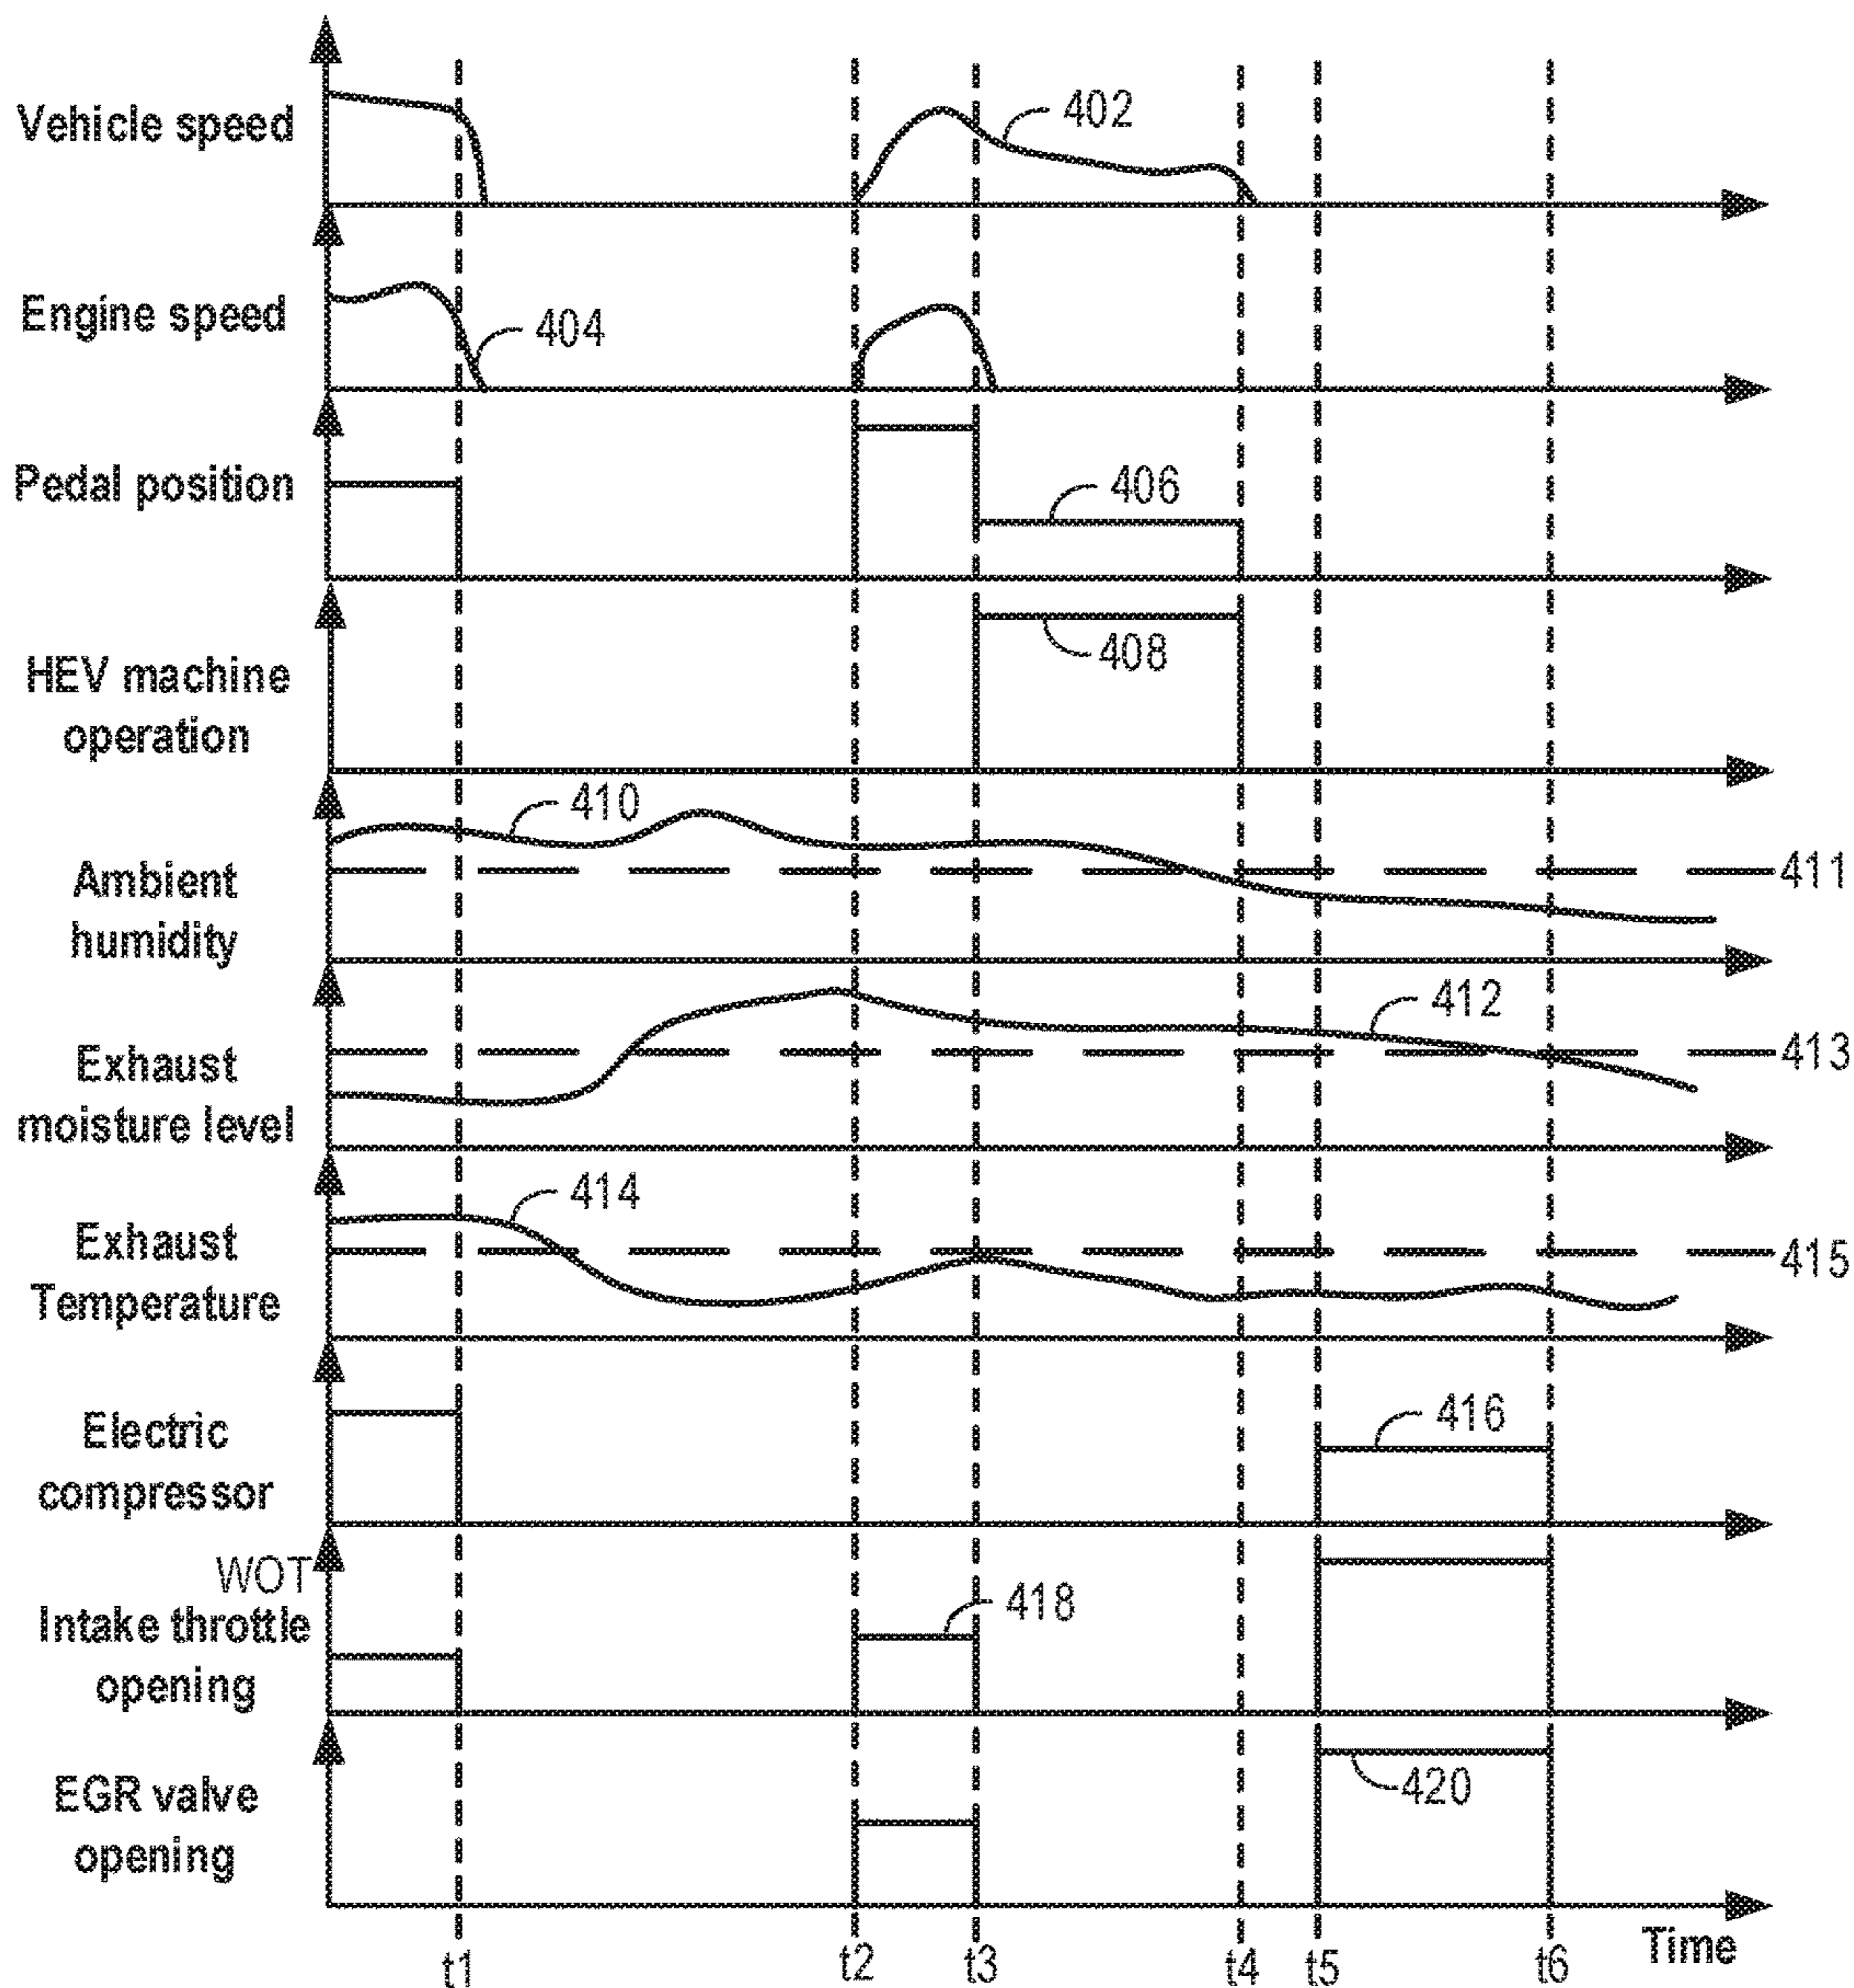 Vehicle speed
402
Engine speed
404
Pedal position
406
HEV machine
operation
408
410
Ambient
humidity
411
412
Exhaust
moisture level
413
414
Exhaust
Temperature
415
Electric
compressor
416
WOT
Intake throttle
opening
418
EGR valve
opening
420
Time
t1 t2 t3 t4 t5 t6